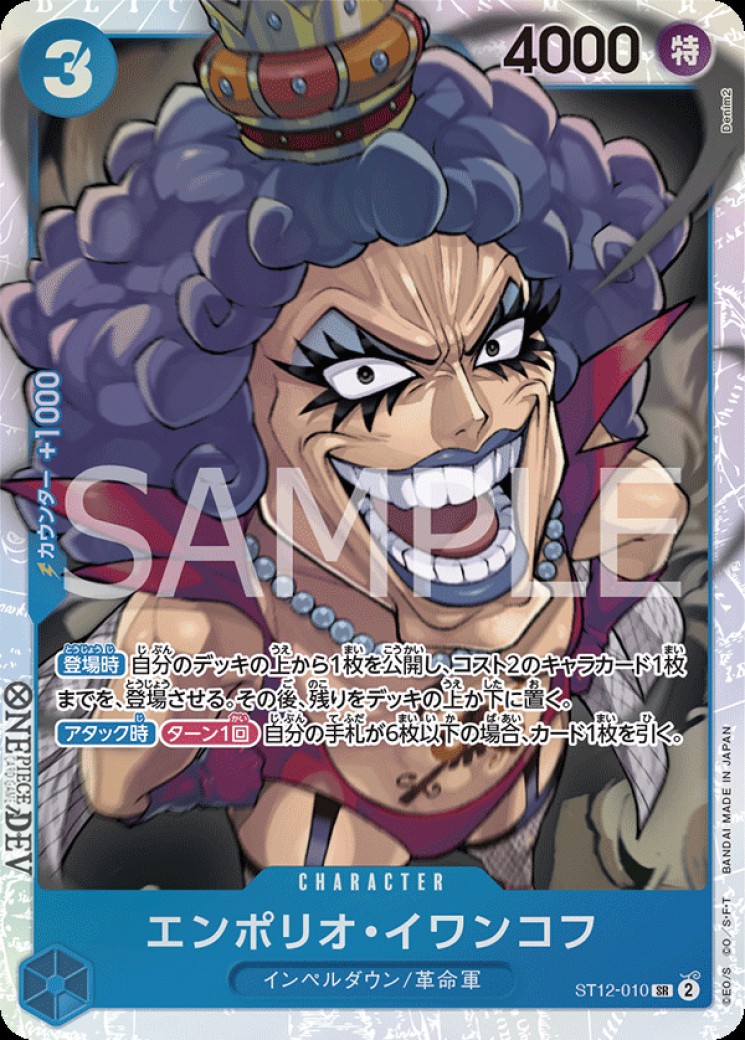 3
4000 特
Denim2
カウンター +1000
SAMPLE
登場時 自分のデッキの上から1枚を公開し、コスト2のキャラカード1枚
までを、登場させる。その後、残りをデッキの上か下に置く。
アタック時 ターン1回 自分の手札が6枚以下の場合、カード1枚を引く。
ONE PIECE
DEV
CHARACTER
エンポリオ・イワンコフ
インペルダウン/革命軍
ST12-010 SR 2
©EO/S ©O/S・F・T BANDAI MADE IN JAPAN